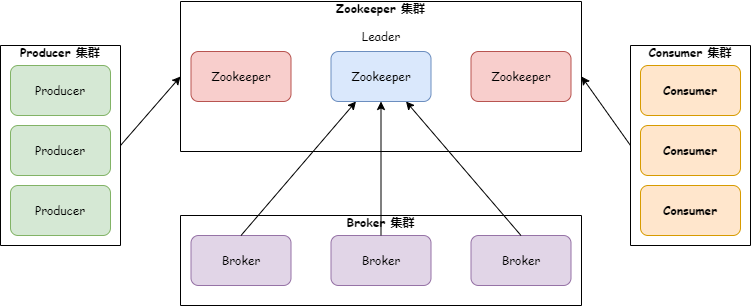 Zookeeper 集群
Leader
Zookeeper
Zookeeper
Zookeeper
Producer 集群
Producer
Producer
Producer
Consumer 集群
Consumer
Consumer
Consumer
Broker 集群
Broker
Broker
Broker